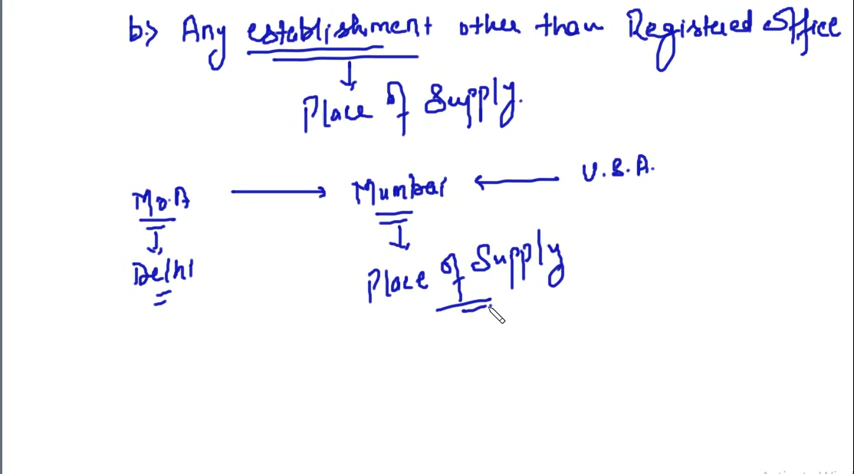 b> Any establishment other than Registered Office
Place of Supply.
M.O.A Mumbai U.S.A.
Delhi
Place of Supply